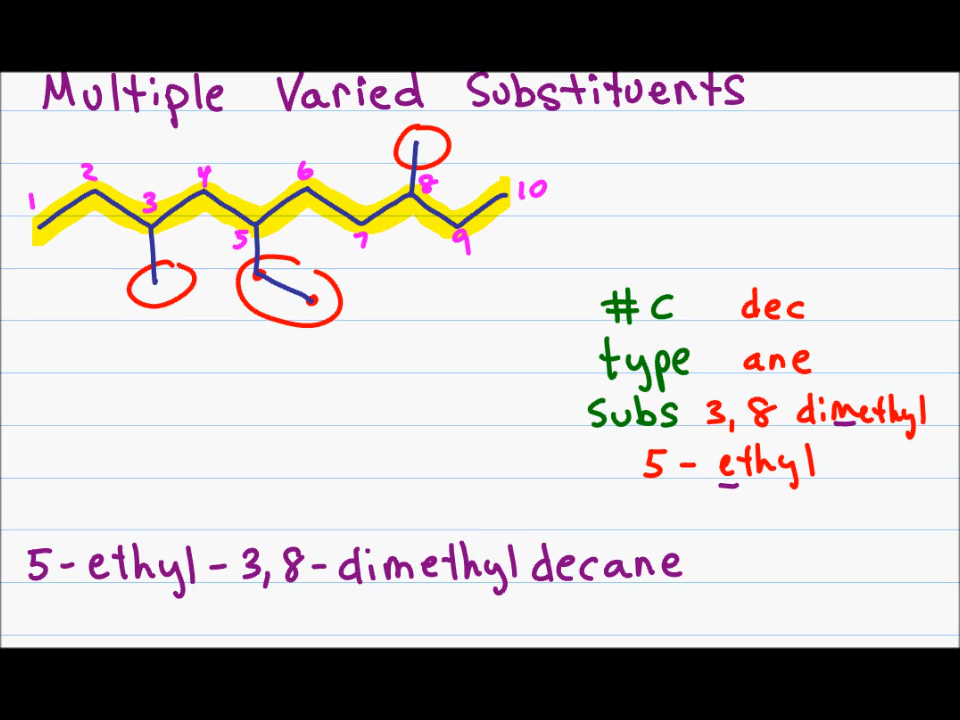 Multiple Varied Substituents
1 2 3 4 5 6 7 8 9 10
#C dec
type ane
Subs 3,8 dimethyl
5-ethyl
5-ethyl-3,8-dimethyldecane